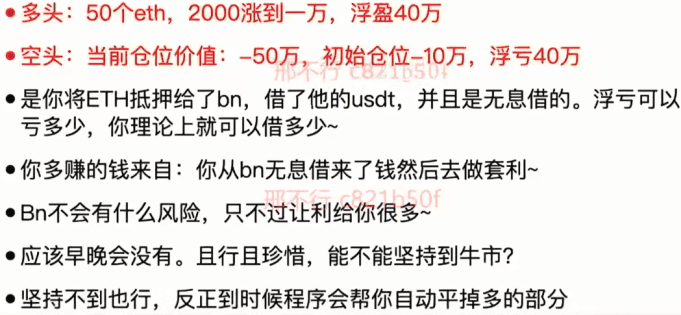 • 多头：50个eth，2000涨到一万，浮盈40万
• 空头：当前仓位价值：-50万，初始仓位-10万，浮亏40万
邢不行 c821b50f
• 是你将ETH抵押给了bn，借了他的usdt，并且是无息借的。浮亏可以
亏多少，你理论上就可以借多少~
• 你多赚的钱来自：你从bn无息借来了钱然后去做套利~
邢不行 c821b50f
• Bn不会有什么风险，只不过让利给你很多~
• 应该早晚会没有。且行且珍惜，能不能坚持到牛市？
• 坚持不到也行，反正到时候程序会帮你自动平掉多的部分